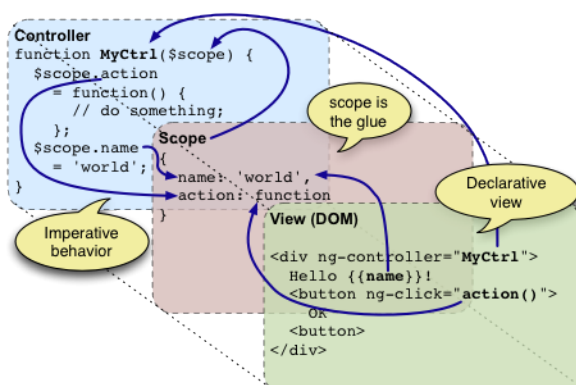 Controller
function MyCtrl($scope) {
  $scope.action
    = function() {
      // do something;
    };
  $scope.name
    = 'world';
}
scope is
the glue
Scope
{
  name: 'world',
  action: function
}
Imperative
behavior
Declarative
view
View (DOM)
<div ng-controller="MyCtrl">
  Hello {{name}}!
  <button ng-click="action()">
    OK
  <button>
</div>